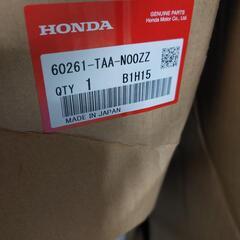 HONDA
GENUINE PARTS
Honda Motor Co., Ltd.
60261-TAA-N00ZZ
QTY 1 B1H15
MADE IN JAPAN